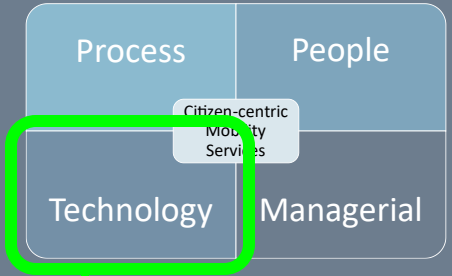 Process
People
Citizen-centric
Mobility
Services
Technology
Managerial